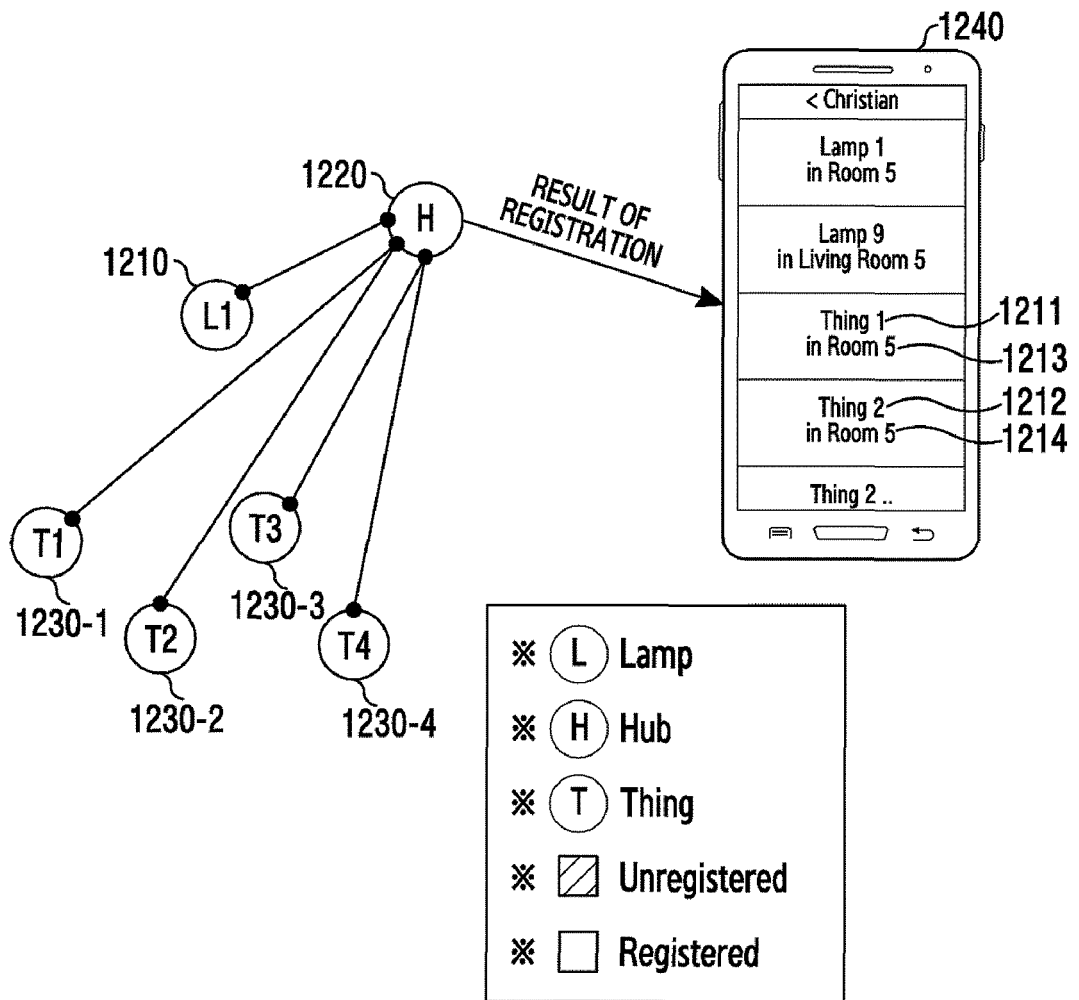 1240
< Christian
Lamp 1
in Room 5
Lamp 9
in Living Room 5
Thing 1
in Room 5
Thing 2
in Room 5
Thing 2 ..
1211
1213
1212
1214
1220
H
RESULT OF
REGISTRATION
1210
L1
T1
1230-1
T2
1230-2
T3
1230-3
T4
1230-4
※ L Lamp
※ H Hub
※ T Thing
※ Unregistered
※ Registered